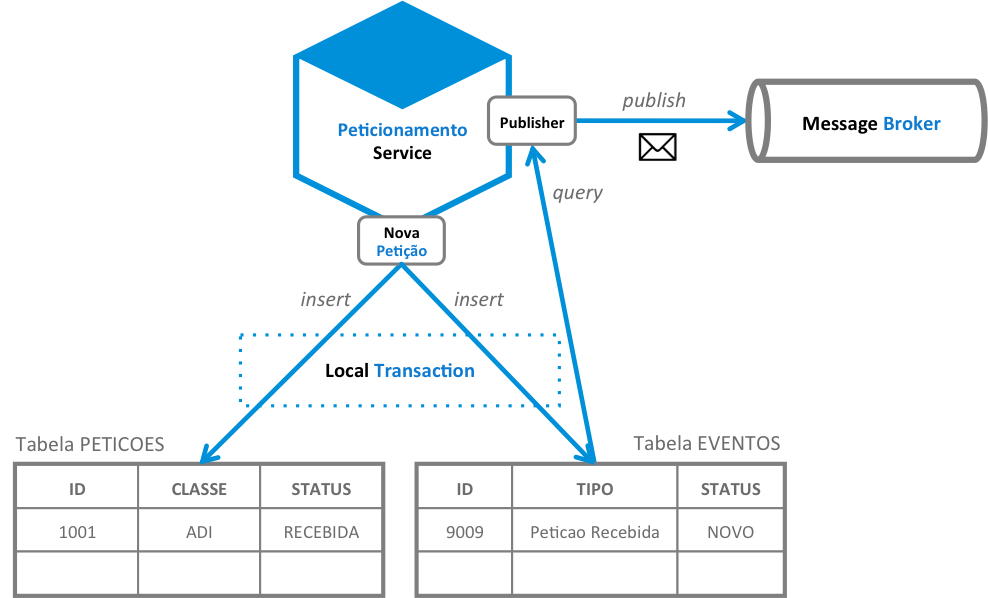 Peticionamento
Service
Publisher
publish
Message Broker
query
Nova
Petição
insert
insert
Local Transaction
Tabela PETICOES
Tabela EVENTOS
ID CLASSE STATUS
1001 ADI RECEBIDA
ID TIPO STATUS
9009 Peticao Recebida NOVO